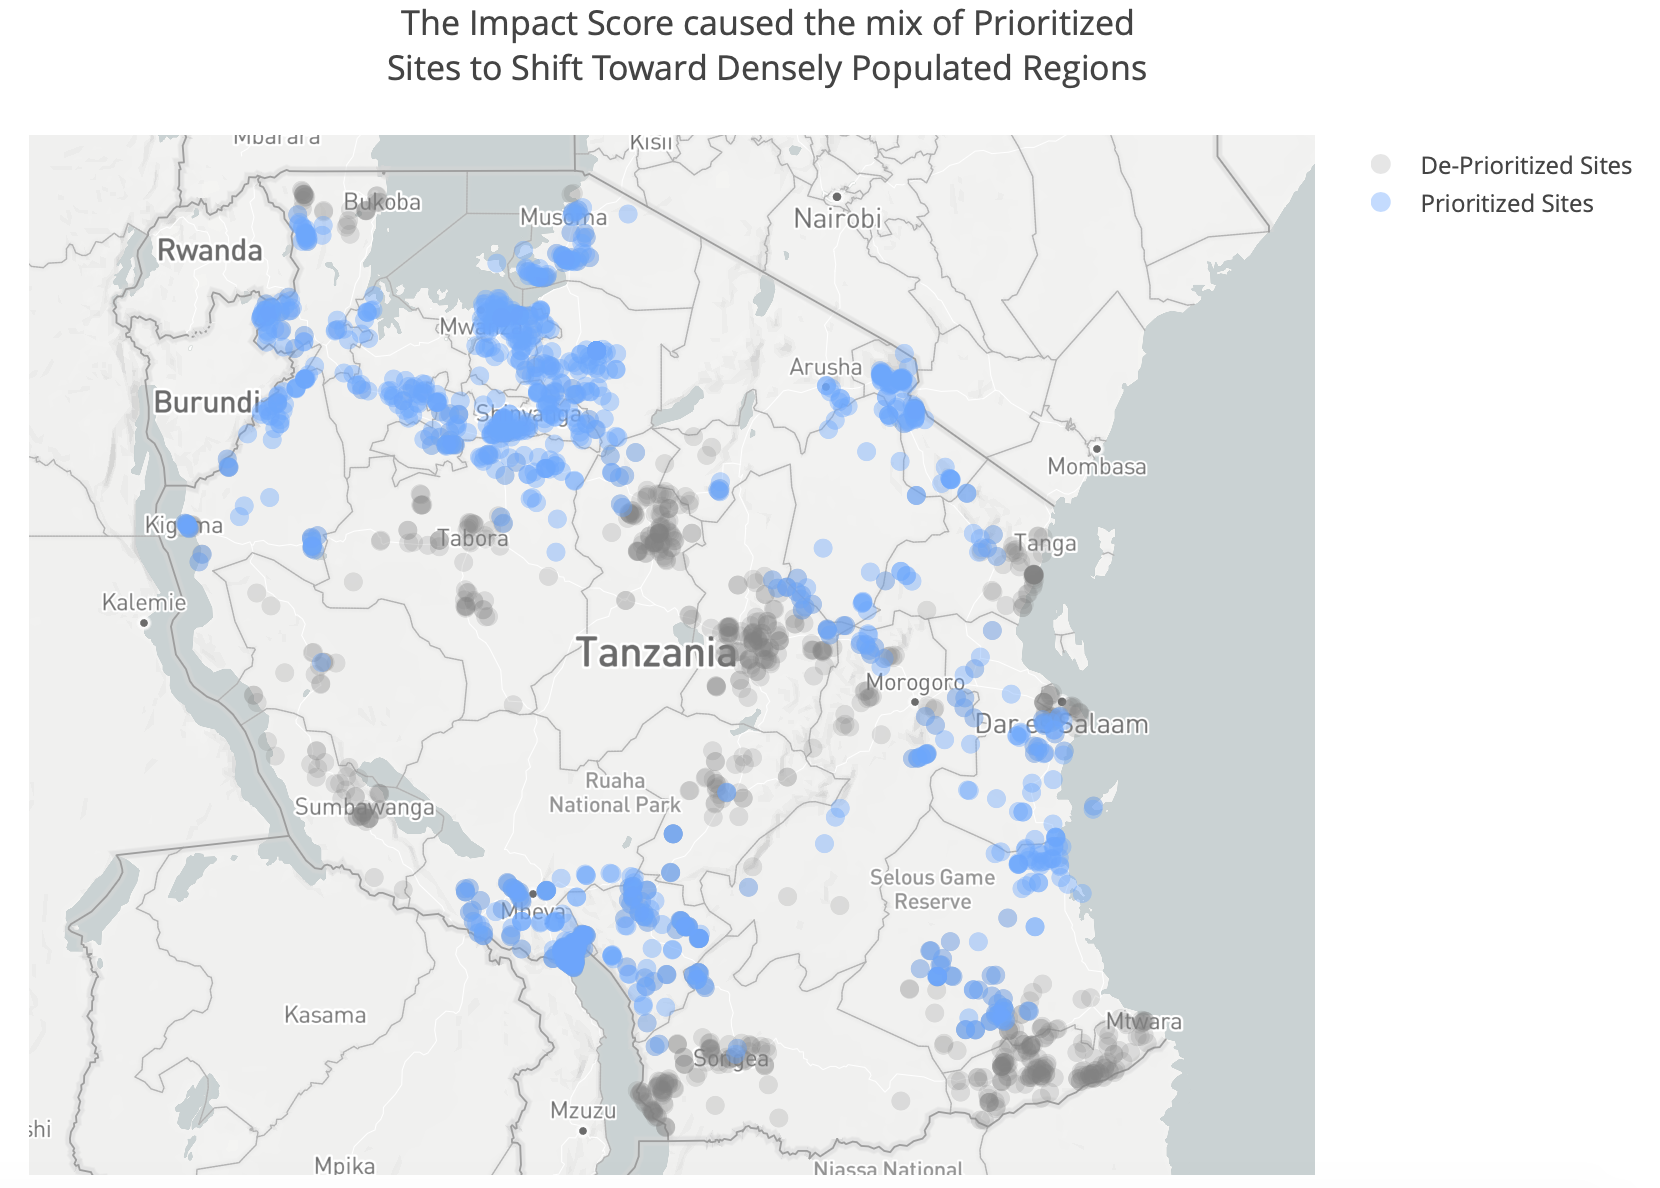 The Impact Score caused the mix of Prioritized
Sites to Shift Toward Densely Populated Regions
De-Prioritized Sites
Prioritized Sites
Mbarara
Kisii
Bukoba
Musoma
Nairobi
Rwanda
Arusha
Burundi
Shinyanga
Mombasa
Kigoma
Tabora
Tanga
Kalemie
Tanzania
Morogoro
Dar es Salaam
Ruaha
National Park
Sumbawanga
Selous Game
Reserve
Mbeya
Kasama
Mtwara
Songea
Mzuzu
shi
Mpika
Niassa National